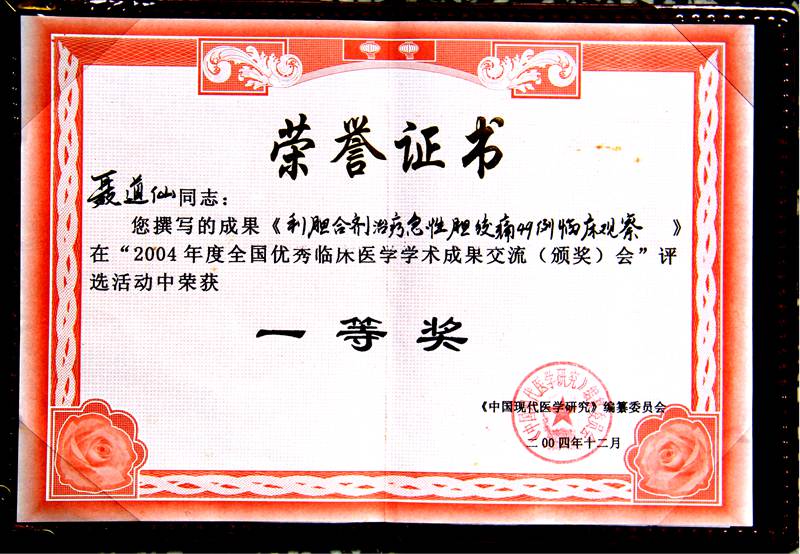 荣誉证书
聂道仙同志：
您撰写的成果《利胆合剂治疗急性胆绞痛49例临床观察》
在“2004年度全国优秀临床医学学术成果交流（颁奖）会”评
选活动中荣获
一等奖
《中国现代医学研究》编纂委员会
二00四年十二月